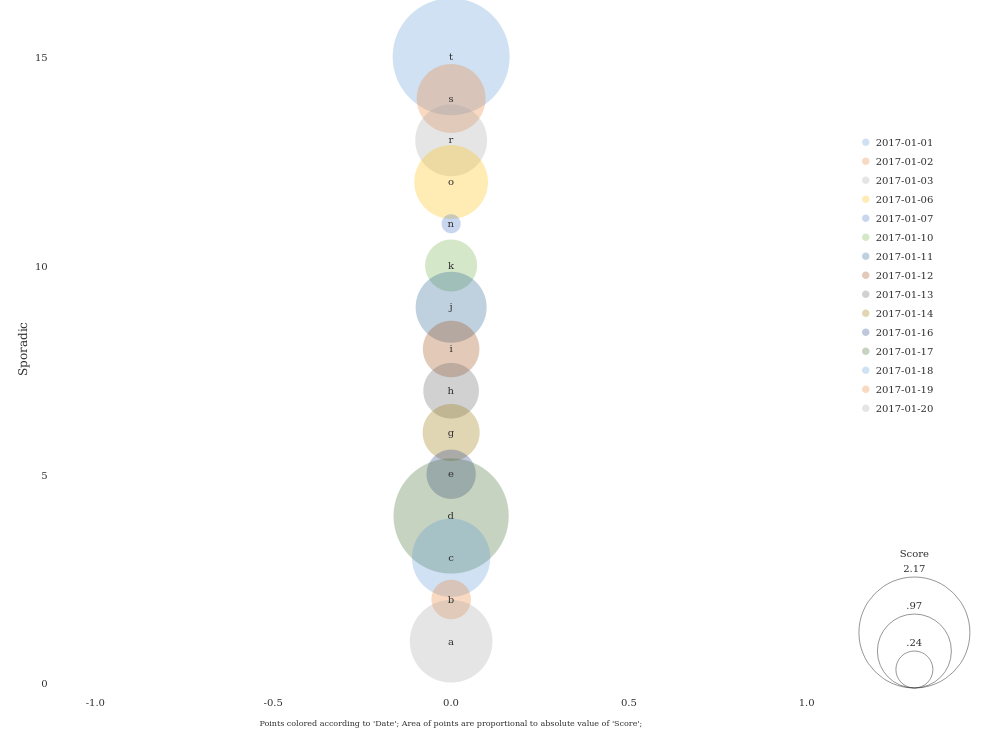 15
10
5
0
Sporadic
t
s
r
o
n
k
j
i
h
g
e
d
c
b
a
-1.0
-0.5
0.0
0.5
1.0
Points colored according to 'Date'; Area of points are proportional to absolute value of 'Score';
2017-01-01
2017-01-02
2017-01-03
2017-01-06
2017-01-07
2017-01-10
2017-01-11
2017-01-12
2017-01-13
2017-01-14
2017-01-16
2017-01-17
2017-01-18
2017-01-19
2017-01-20
Score
2.17
.97
.24